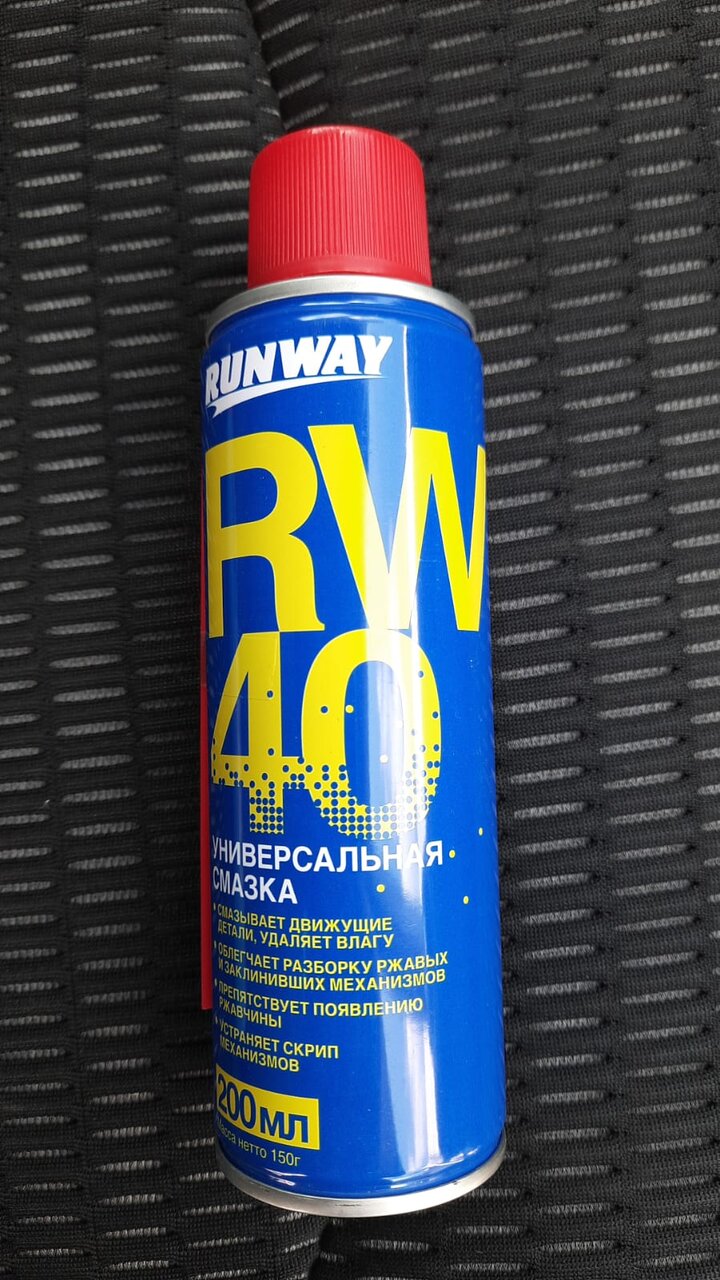 RUNWAY
RW
40
УНИВЕРСАЛЬНАЯ
СМАЗКА
• СМАЗЫВАЕТ ДВИЖУЩИЕ
ДЕТАЛИ, УДАЛЯЕТ ВЛАГУ
• ОБЛЕГЧАЕТ РАЗБОРКУ РЖАВЫХ
И ЗАКЛИНИВШИХ МЕХАНИЗМОВ
• ПРЕПЯТСТВУЕТ ПОЯВЛЕНИЮ
РЖАВЧИНЫ
• УСТРАНЯЕТ СКРИП
МЕХАНИЗМОВ
200 МЛ
Масса нетто 150г